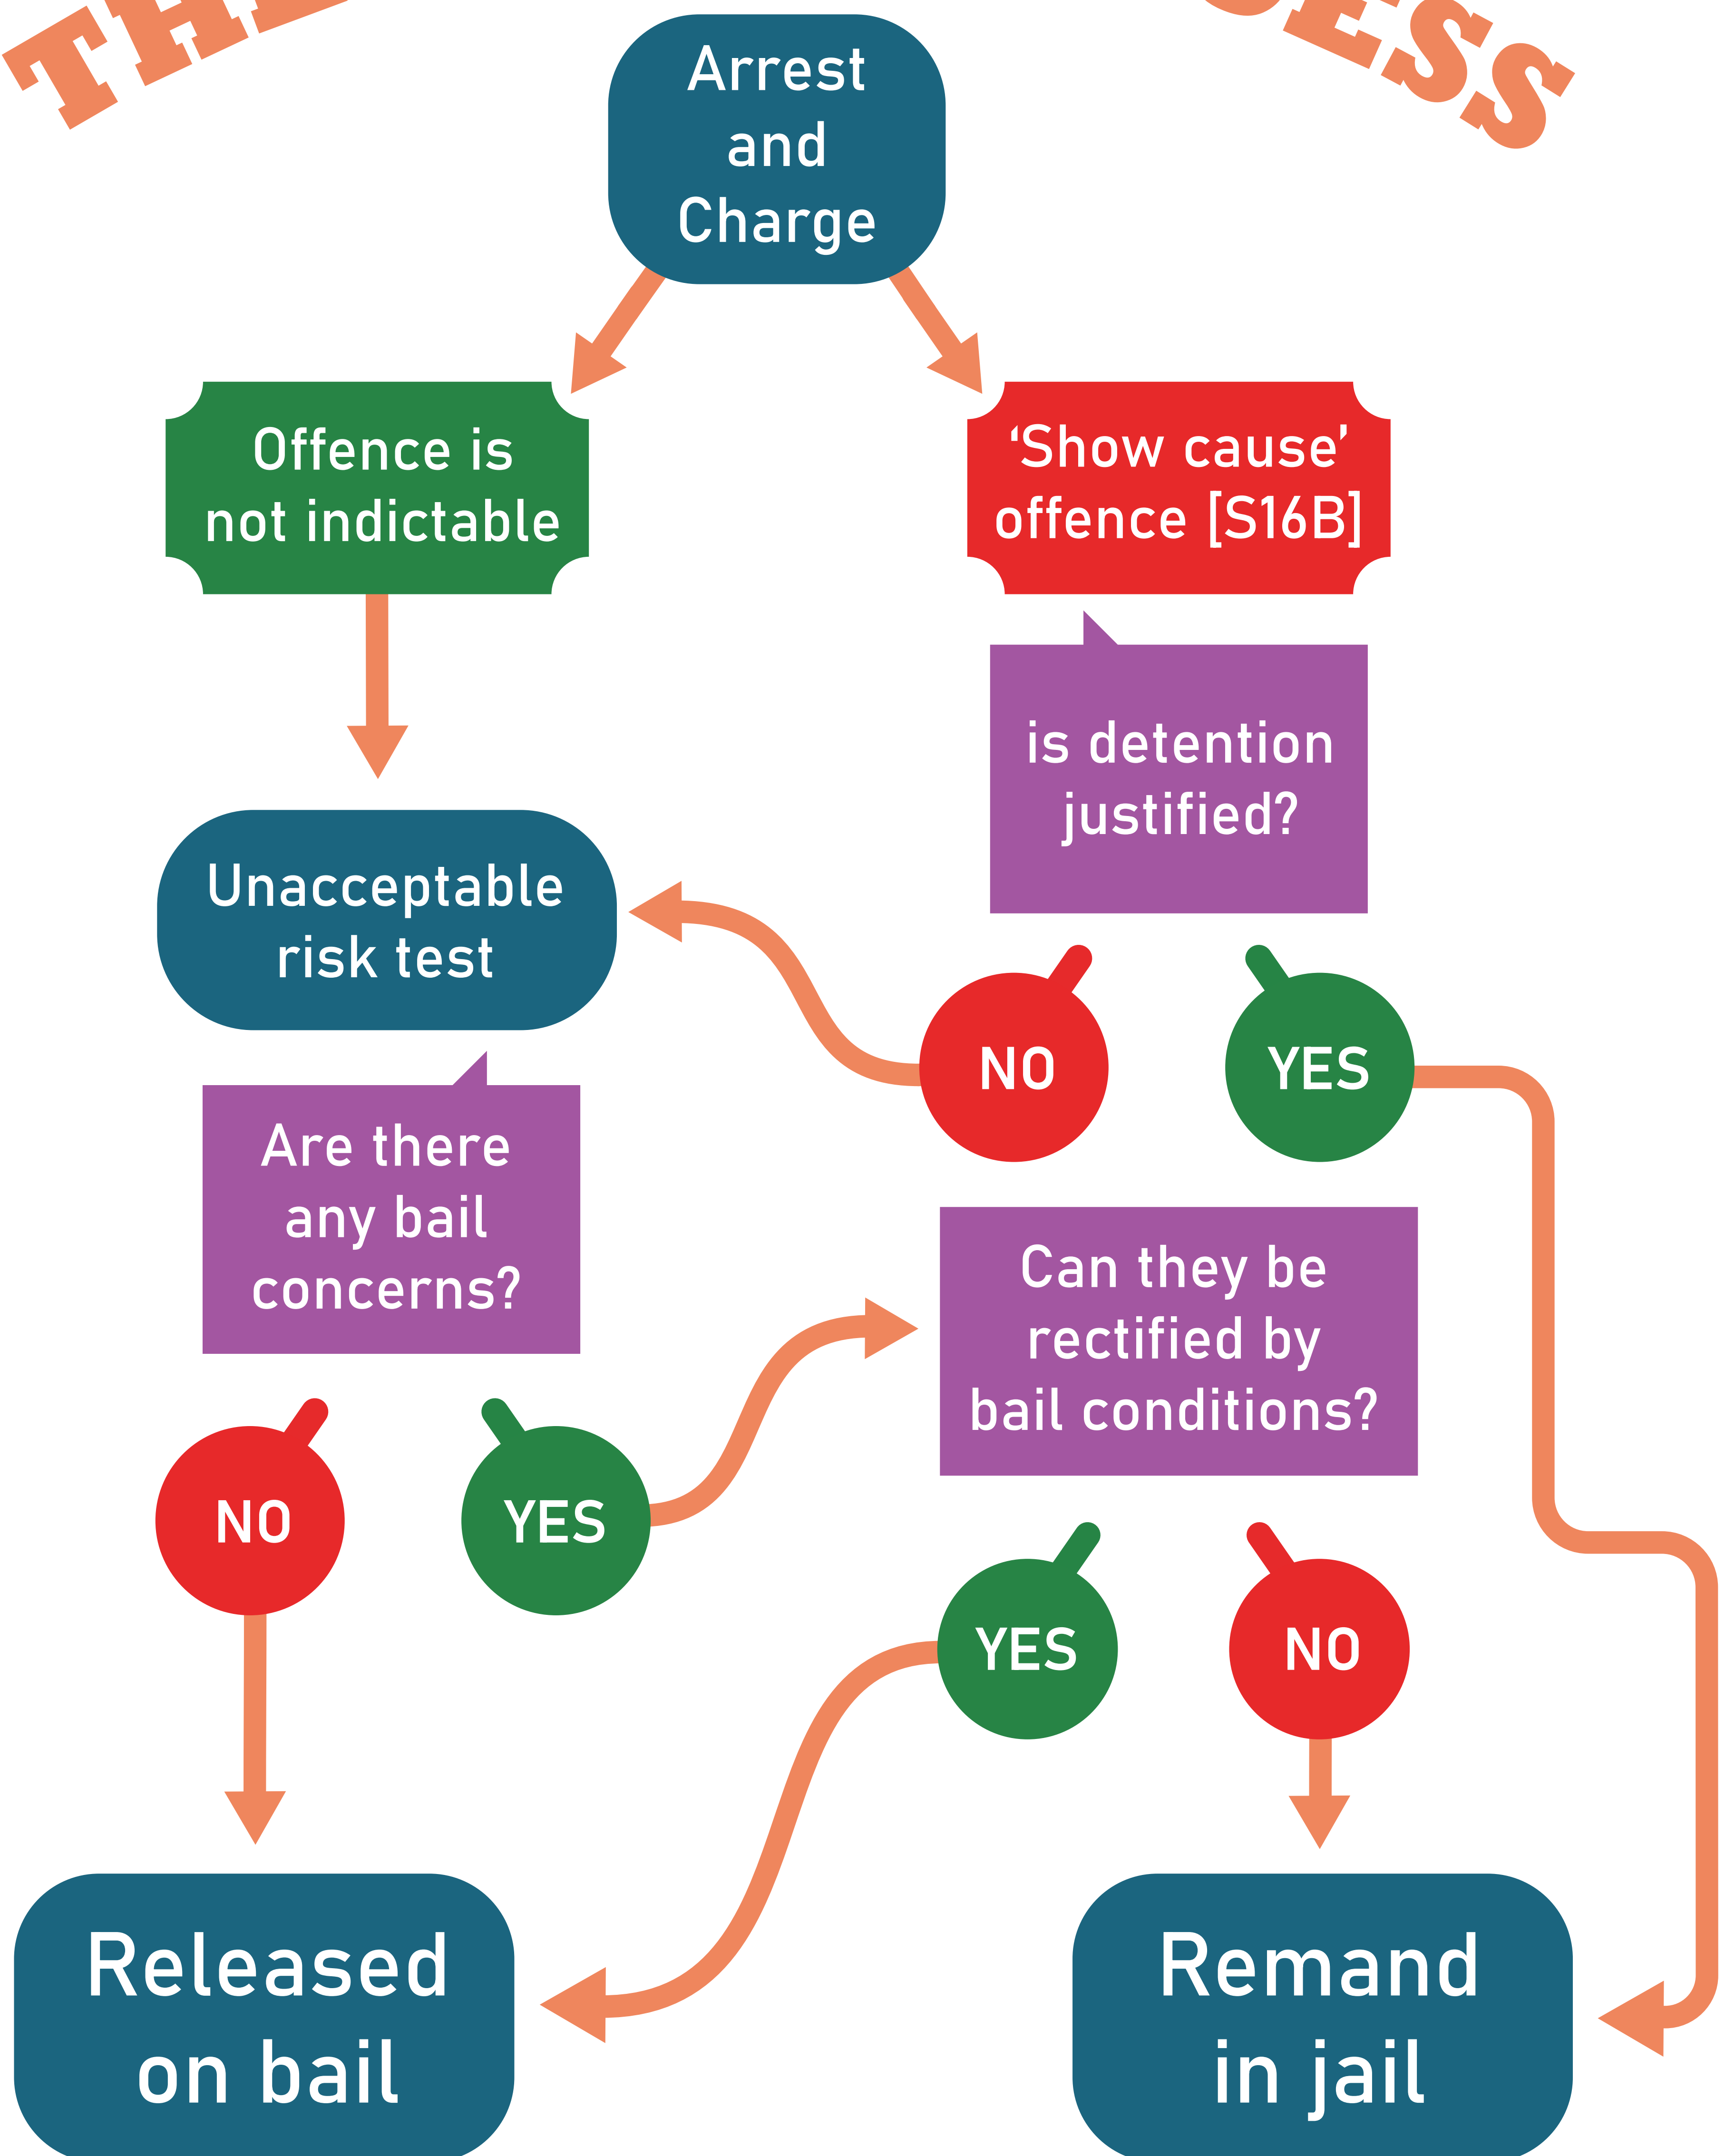 Arrest
and
Charge
Offence is
not indictable
‘Show cause’
offence [S16B]
is detention
justified?
Unacceptable
risk test
NO
YES
Are there
any bail
concerns?
Can they be
rectified by
bail conditions?
NO
YES
YES
NO
Released
on bail
Remand
in jail